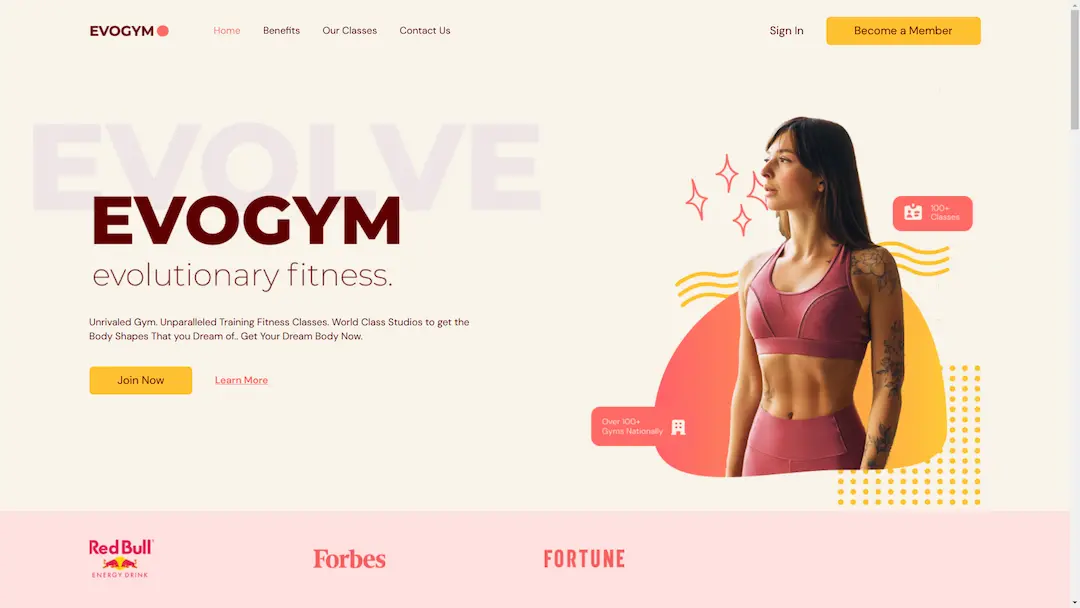 EVOGYM
Home
Benefits
Our Classes
Contact Us
Sign In
Become a Member
EVOLVE
EVOGYM
evolutionary fitness.
Unrivaled Gym. Unparalleled Training Fitness Classes. World Class Studios to get the
Body Shapes That you Dream of.. Get Your Dream Body Now.
Join Now
Learn More
100+
Classes
Over 100+
Gyms Nationally
Red Bull
ENERGY DRINK
Forbes
FORTUNE